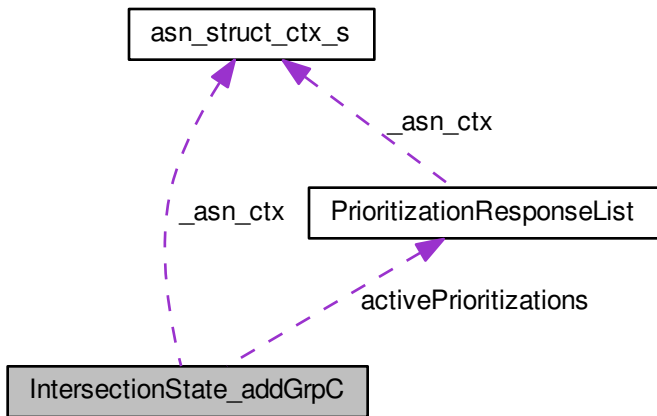 asn_struct_ctx_s
_asn_ctx
PrioritizationResponseList
_asn_ctx
activePrioritizations
IntersectionState_addGrpC